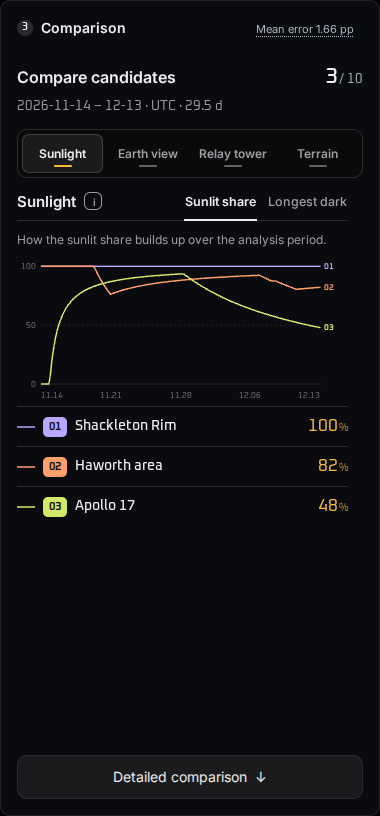 3 Comparison Mean error 1.66 pp
Compare candidates 3 / 10
2026-11-14 – 12-13 · UTC · 29.5 d
Sunlight Earth view Relay tower Terrain
Sunlight i Sunlit share Longest dark
How the sunlit share builds up over the analysis period.
100
01
02
50
03
0
11.14 11.21 11.28 12.06 12.13
01 Shackleton Rim 100%
02 Haworth area 82%
03 Apollo 17 48%
Detailed comparison ↓